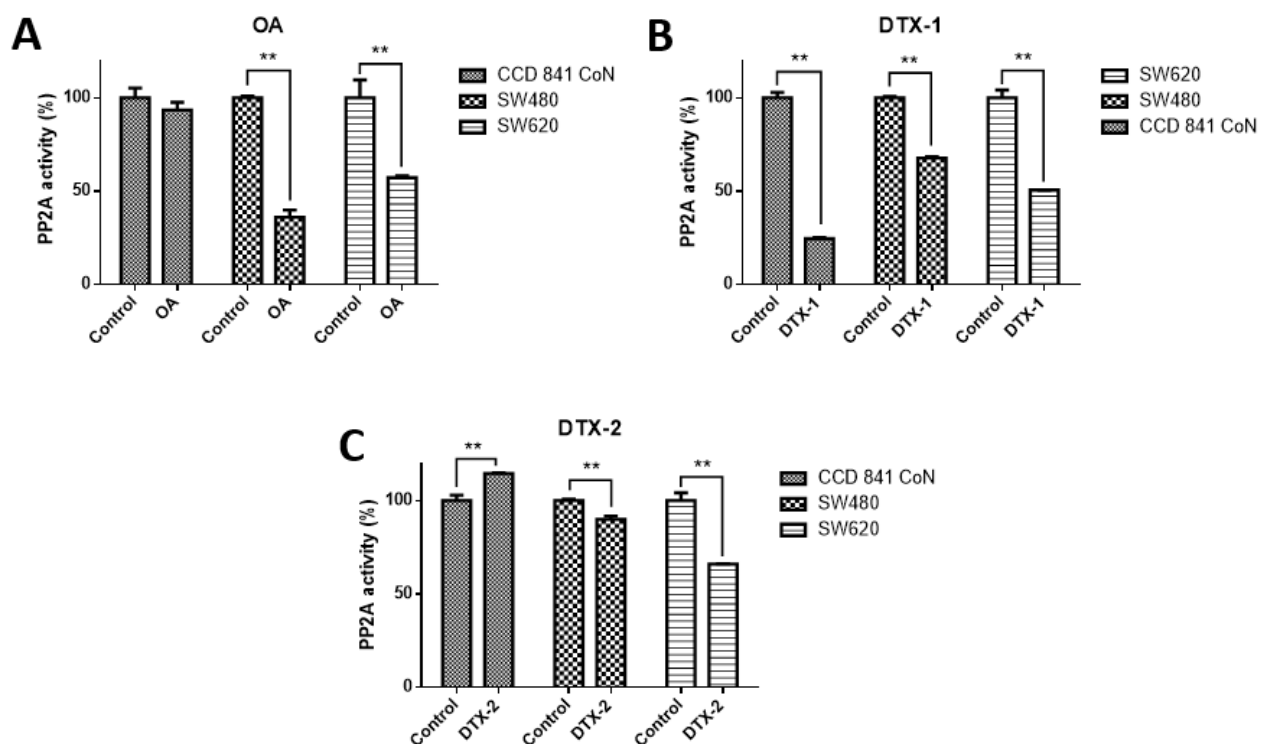 A
OA
PP2A activity (%)
100
50
0
**
**
Control
OA
Control
OA
Control
OA
CCD 841 CoN
SW480
SW620
B
DTX-1
PP2A activity (%)
100
50
0
**
**
**
Control
DTX-1
Control
DTX-1
Control
DTX-1
SW620
SW480
CCD 841 CoN
C
DTX-2
PP2A activity (%)
100
50
0
**
**
**
Control
DTX-2
Control
DTX-2
Control
DTX-2
CCD 841 CoN
SW480
SW620